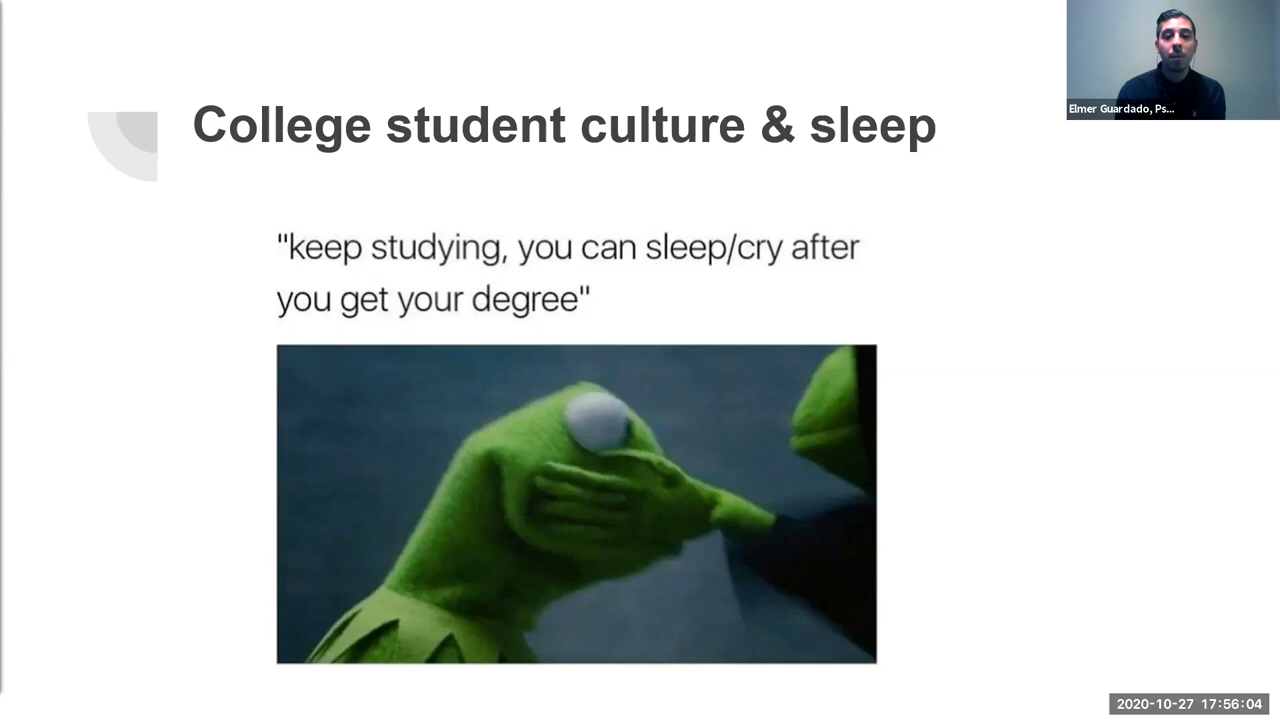 College student culture & sleep
Elmer Guardado, Ps...
"keep studying, you can sleep/cry after
you get your degree"
2020-10-27 17:56:04